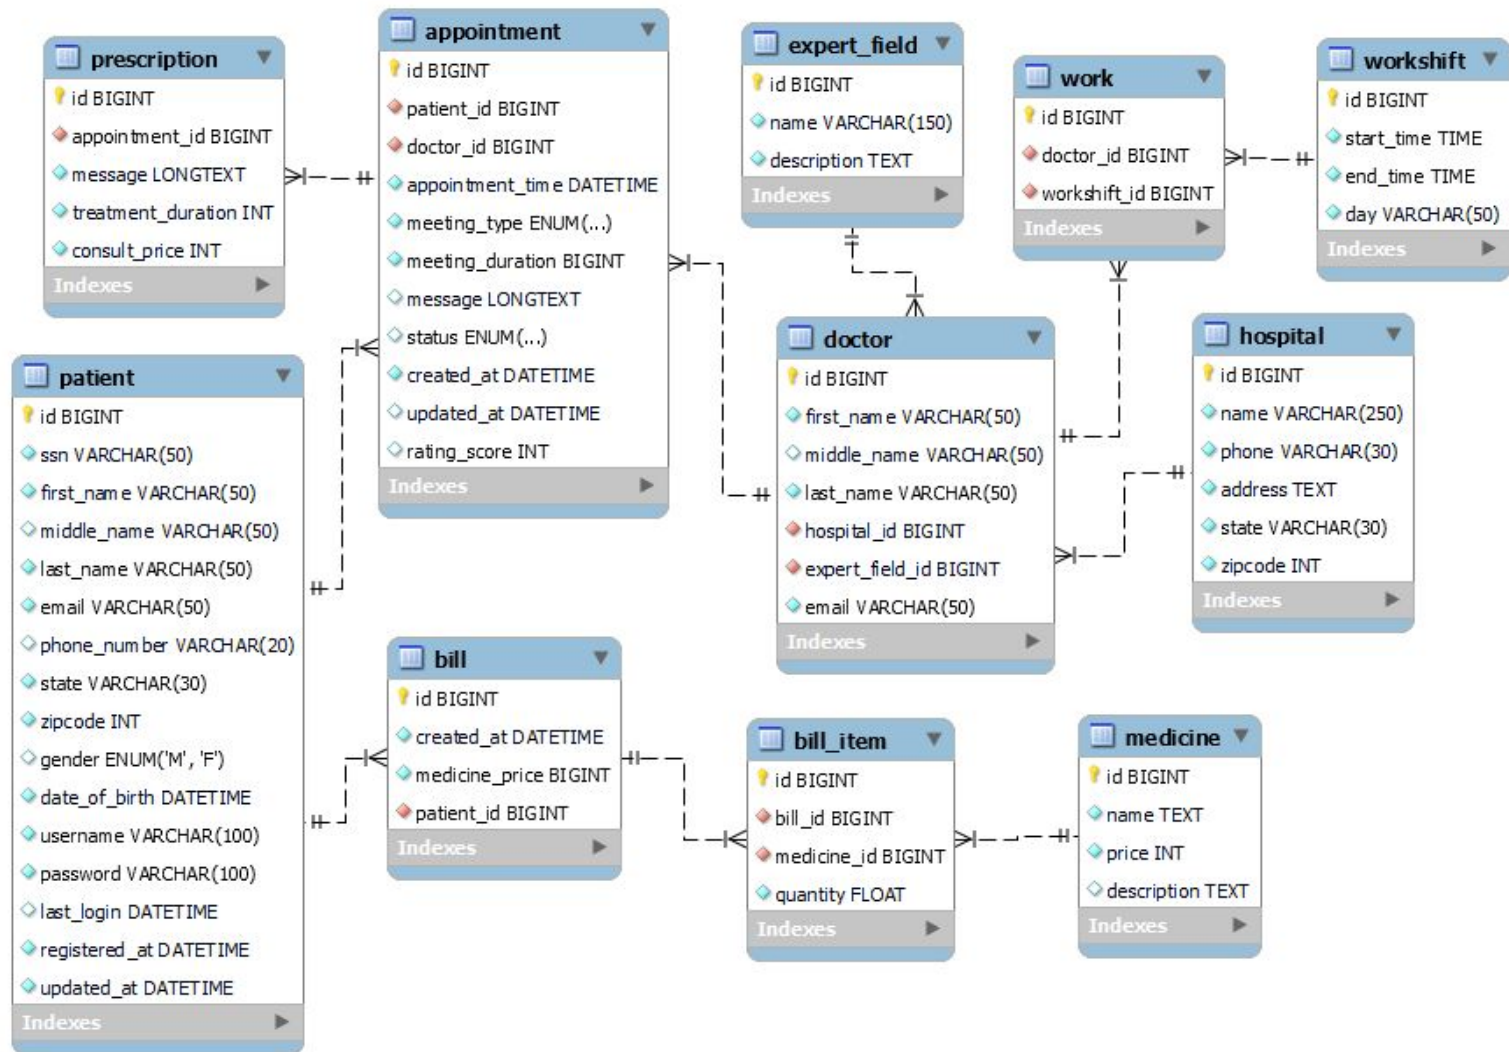 prescription
id BIGINT
appointment_id BIGINT
message LONGTEXT
treatment_duration INT
consult_price INT
Indexes
appointment
id BIGINT
patient_id BIGINT
doctor_id BIGINT
appointment_time DATETIME
meeting_type ENUM(...)
meeting_duration BIGINT
message LONGTEXT
status ENUM(...)
created_at DATETIME
updated_at DATETIME
rating_score INT
Indexes
expert_field
id BIGINT
name VARCHAR(150)
description TEXT
Indexes
work
id BIGINT
doctor_id BIGINT
workshift_id BIGINT
Indexes
workshift
id BIGINT
start_time TIME
end_time TIME
day VARCHAR(50)
Indexes
patient
id BIGINT
ssn VARCHAR(50)
first_name VARCHAR(50)
middle_name VARCHAR(50)
last_name VARCHAR(50)
email VARCHAR(50)
phone_number VARCHAR(20)
state VARCHAR(30)
zipcode INT
gender ENUM('M', 'F')
date_of_birth DATETIME
username VARCHAR(100)
password VARCHAR(100)
last_login DATETIME
registered_at DATETIME
updated_at DATETIME
Indexes
doctor
id BIGINT
first_name VARCHAR(50)
middle_name VARCHAR(50)
last_name VARCHAR(50)
hospital_id BIGINT
expert_field_id BIGINT
email VARCHAR(50)
Indexes
hospital
id BIGINT
name VARCHAR(250)
phone VARCHAR(30)
address TEXT
state VARCHAR(30)
zipcode INT
Indexes
bill
id BIGINT
created_at DATETIME
medicine_price BIGINT
patient_id BIGINT
Indexes
bill_item
id BIGINT
bill_id BIGINT
medicine_id BIGINT
quantity FLOAT
Indexes
medicine
id BIGINT
name TEXT
price INT
description TEXT
Indexes